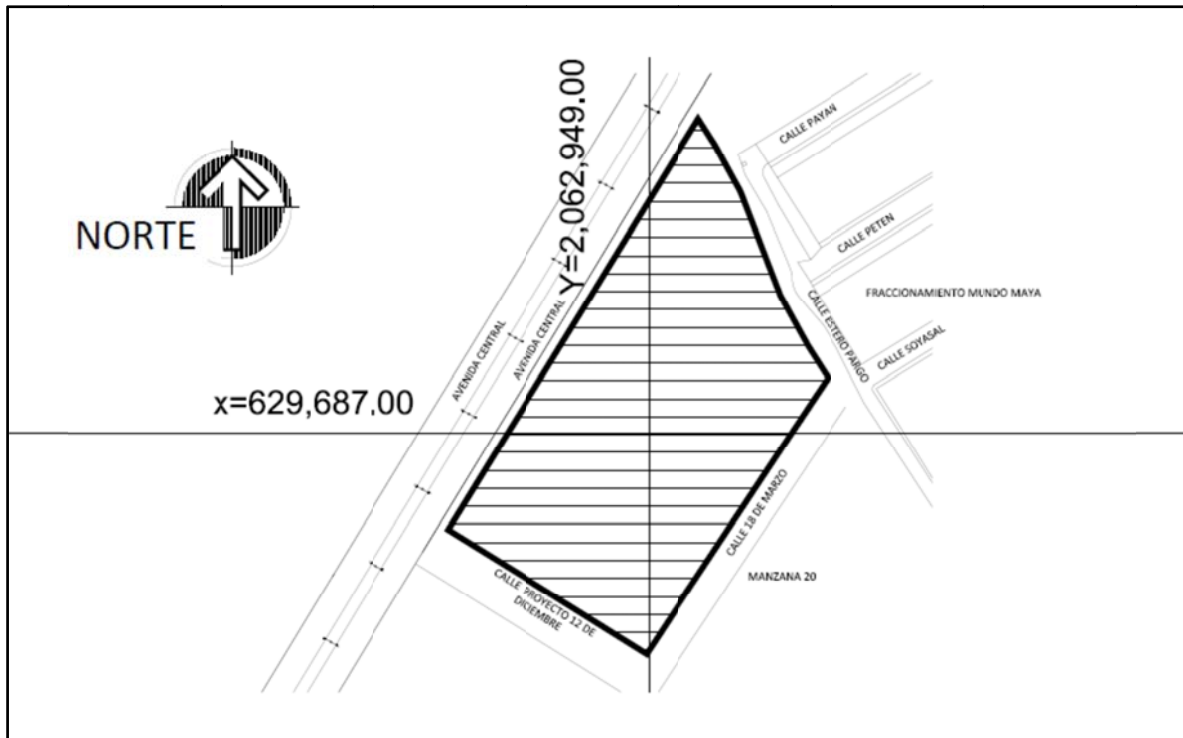 Y=2,062,949.00
CALLE PAYAN
NORTE
CALLE PETEN
FRACCIONAMIENTO MUNDO MAYA
CALLE ESTERO PARGO
CALLE SOYASAL
AVENIDA CENTRAL
AVENIDA CENTRAL
x=629,687.00
CALLE 18 DE MARZO
MANZANA 20
CALLE PROYECTO 12 DE
DICIEMBRE